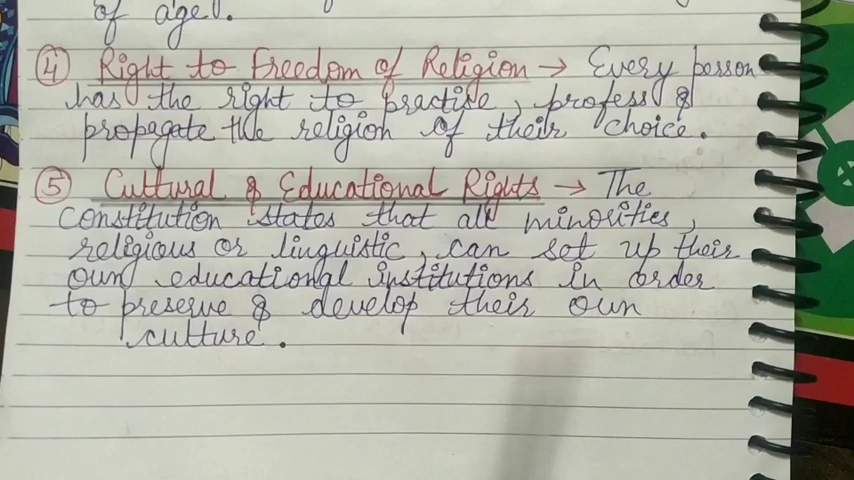 of age.
④ Right to Freedom of Religion → Every person
has the right to practise, profess &
propagate the religion of their choice.
⑤ Cultural & Educational Rights → The
Constitution states that all minorities,
religious or linguistic, can set up their
own educational institutions in order
to preserve & develop their own
culture.